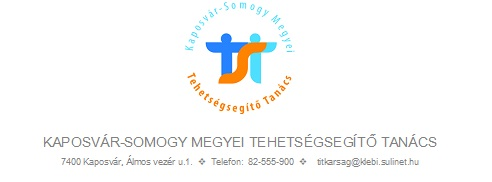 Kaposvár-Somogy Megyei
Tehetségsegítő Tanács
KAPOSVÁR-SOMOGY MEGYEI TEHETSÉGSEGÍTŐ TANÁCS
7400 Kaposvár, Álmos vezér u.1. ❖ Telefon: 82-555-900 ❖ titkarsag@klebi.sulinet.hu